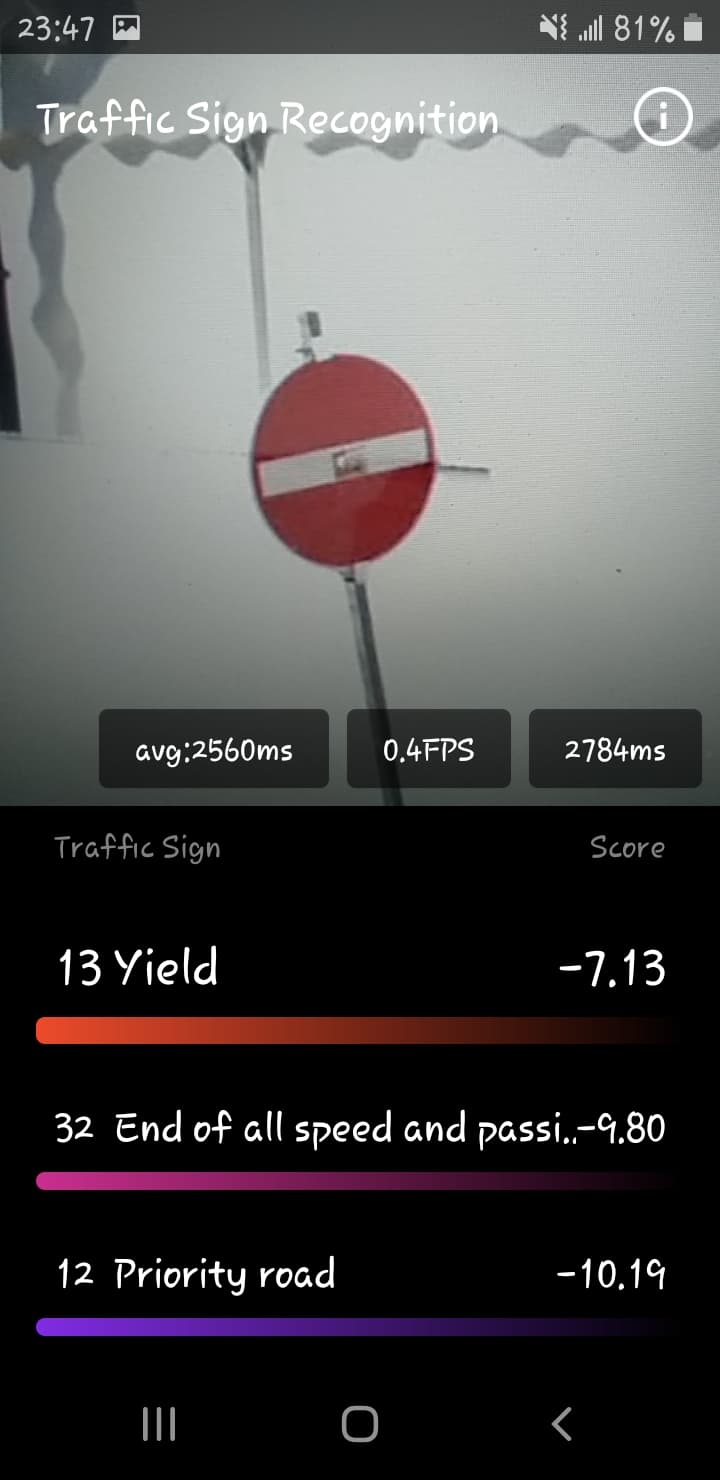 23:47 81%
Traffic Sign Recognition
avg:2560ms 0.4FPS 2784ms
Traffic Sign Score
13 Yield -7.13
32 End of all speed and passi..-9.80
12 Priority road -10.19